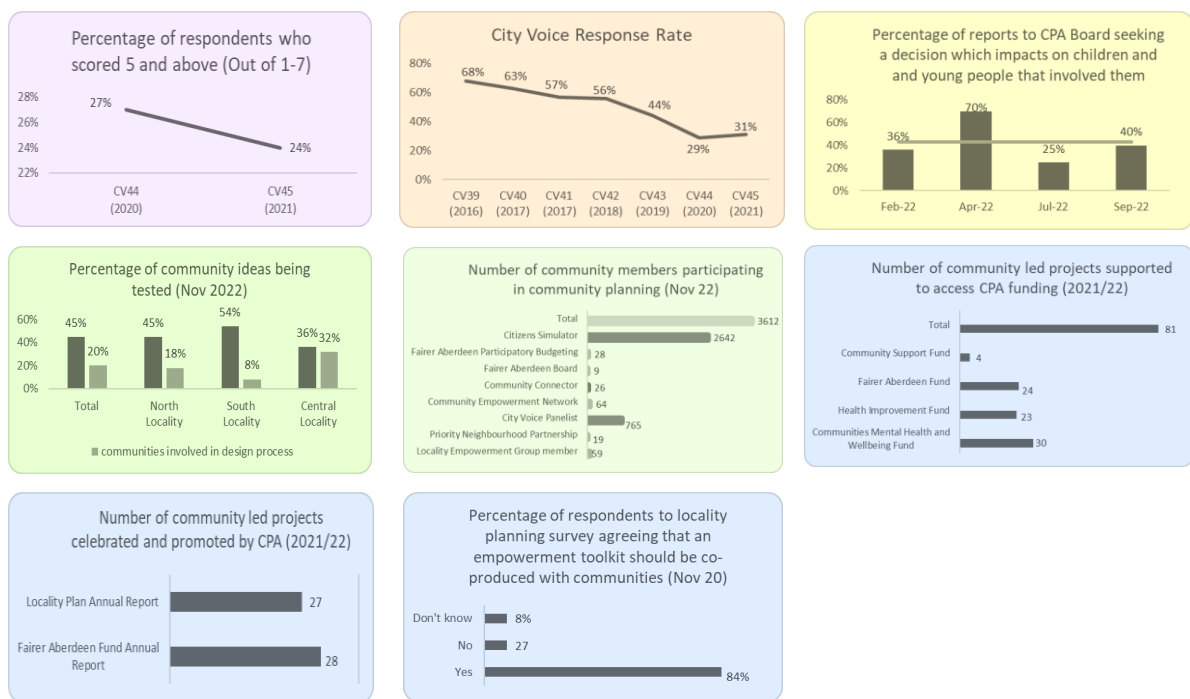 Percentage of respondents who
scored 5 and above (Out of 1-7)
28%
26%
24%
22%
27%
24%
CV44
(2020)
CV45
(2021)
City Voice Response Rate
80%
60%
40%
20%
0%
68%
63%
57%
56%
44%
29%
31%
CV39
(2016)
CV40
(2017)
CV41
(2017)
CV42
(2018)
CV43
(2019)
CV44
(2020)
CV45
(2021)
Percentage of reports to CPA Board seeking
a decision which impacts on children and
and young people that involved them
80%
60%
40%
20%
0%
36%
70%
25%
40%
Feb-22
Apr-22
Jul-22
Sep-22
Percentage of community ideas being
tested (Nov 2022)
60%
40%
20%
0%
45%
20%
45%
18%
54%
8%
36%
32%
Total
North
Locality
South
Locality
Central
Locality
communities involved in design process
Number of community members participating
in community planning (Nov 22)
Total
3612
Citizens Simulator
2642
Fairer Aberdeen Participatory Budgeting
28
Fairer Aberdeen Board
9
Community Connector
26
Community Empowerment Network
64
City Voice Panelist
765
Priority Neighbourhood Partnership
19
Locality Empowerment Group member
59
Number of community led projects supported
to access CPA funding (2021/22)
Total
81
Community Support Fund
4
Fairer Aberdeen Fund
24
Health Improvement Fund
23
Communities Mental Health and
Wellbeing Fund
30
Number of community led projects
celebrated and promoted by CPA (2021/22)
Locality Plan Annual Report
27
Fairer Aberdeen Fund Annual
Report
28
Percentage of respondents to locality
planning survey agreeing that an
empowerment toolkit should be co-
produced with communities (Nov 20)
Don't know
8%
No
27
Yes
84%